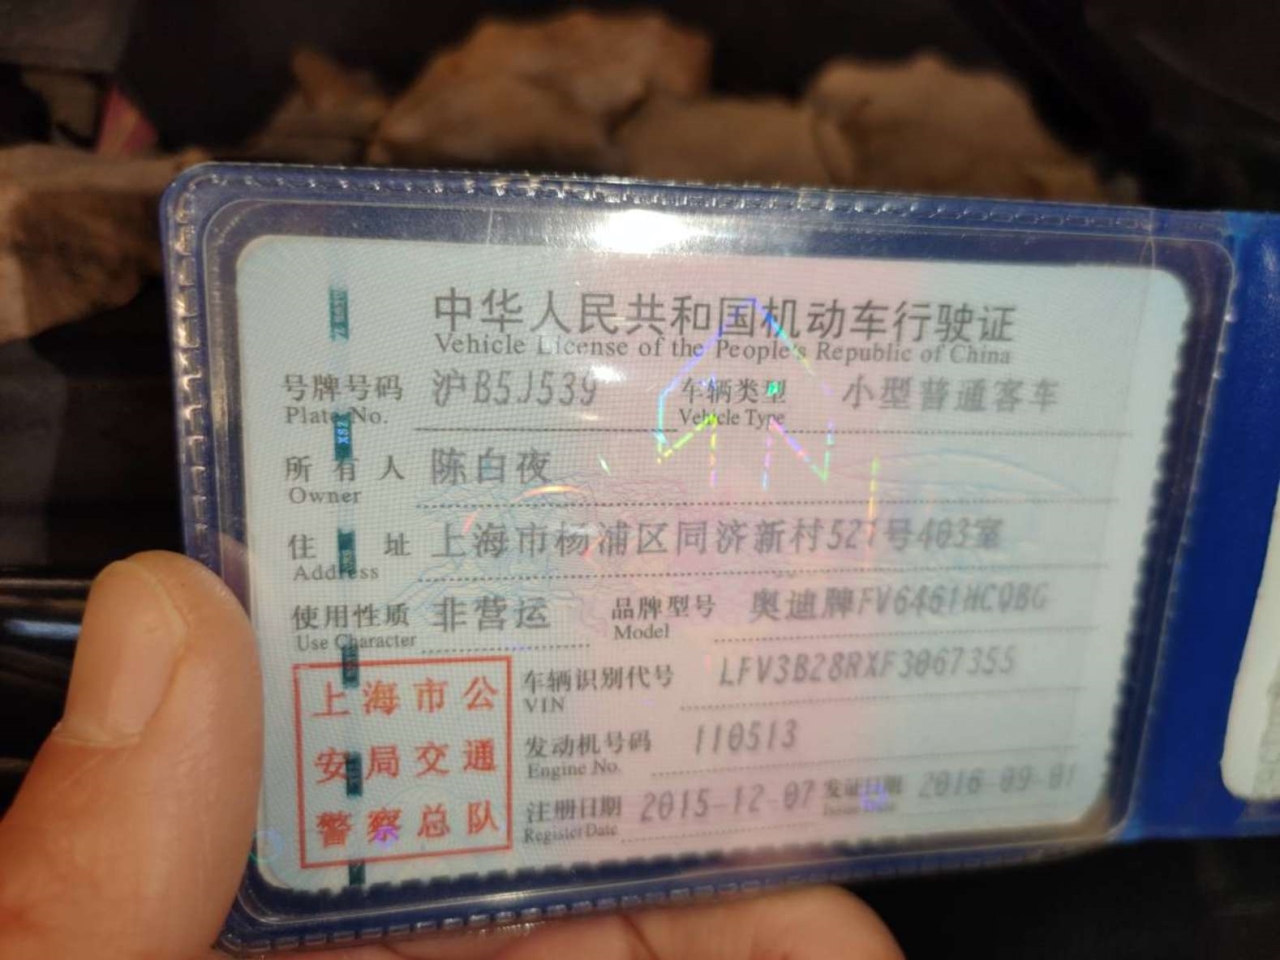 中华人民共和国机动车行驶证
Vehicle License of the People's Republic of China
号牌号码 沪B5J539 车辆类型 小型普通客车
Plate No. Vehicle Type
所有人 陈白夜
Owner
住址 上海市杨浦区同济新村521号403室
Address
使用性质 非营运 品牌型号 奥迪牌FV6461HCQBG
Use Character Model
上海市公
安局交通
警察总队
车辆识别代号 LFV3B28RXF3067355
VIN
发动机号码 110513
Engine No.
注册日期 2015-12-07 发证日期 2016-09-01
Register Date Issue Date